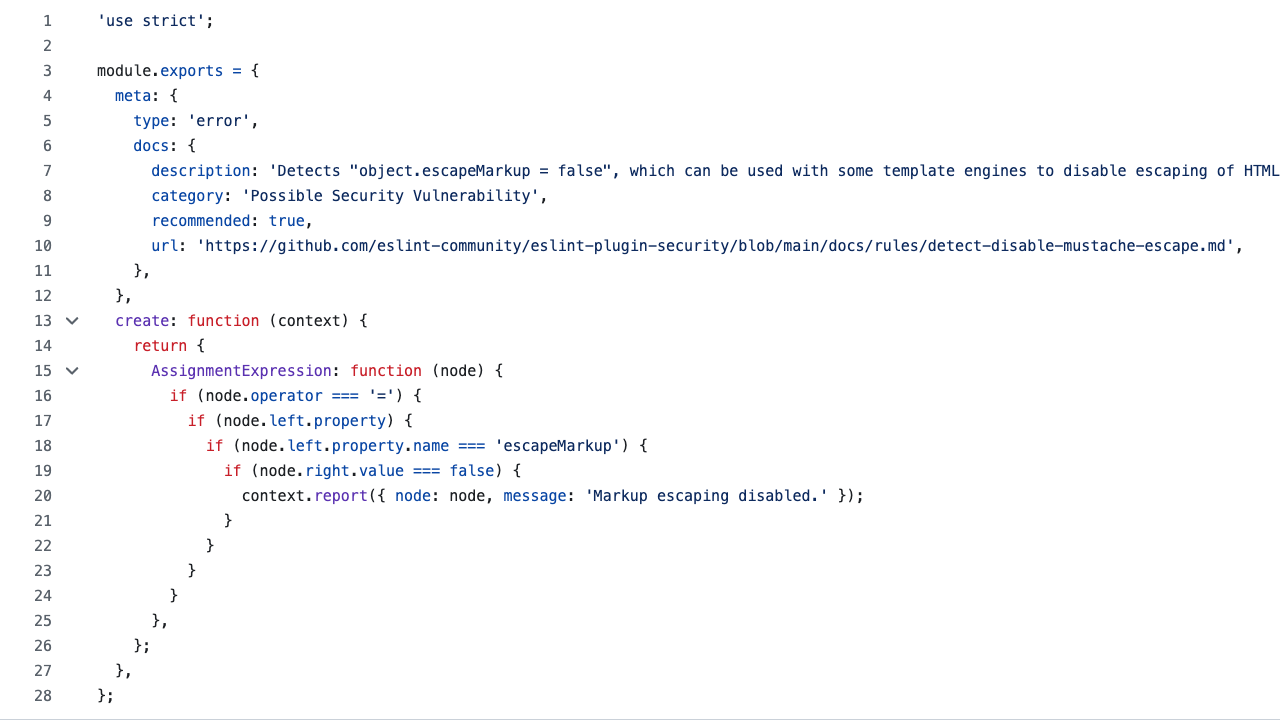 1 'use strict';
2
3 module.exports = {
4   meta: {
5     type: 'error',
6     docs: {
7       description: 'Detects "object.escapeMarkup = false", which can be used with some template engines to disable escaping of HTML
8       category: 'Possible Security Vulnerability',
9       recommended: true,
10       url: 'https://github.com/eslint-community/eslint-plugin-security/blob/main/docs/rules/detect-disable-mustache-escape.md',
11     },
12   },
13   create: function (context) {
14     return {
15       AssignmentExpression: function (node) {
16         if (node.operator === '=') {
17           if (node.left.property) {
18             if (node.left.property.name === 'escapeMarkup') {
19               if (node.right.value === false) {
20                 context.report({ node: node, message: 'Markup escaping disabled.' });
21               }
22             }
23           }
24         }
25       },
26     };
27   },
28 };